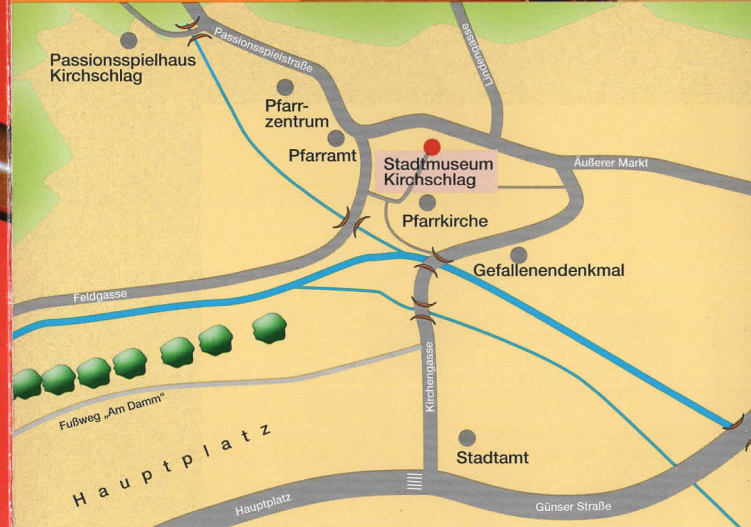 Passionsspielstraße
Lindengasse
Passionsspielhaus
Kirchschlag
Pfarr-
zentrum
Pfarramt
Stadtmuseum
Kirchschlag
Äußerer Markt
Pfarrkirche
Gefallenendenkmal
Feldgasse
Kirchengasse
Fußweg „Am Damm“
Hauptplatz
Stadtamt
Hauptplatz
Günser Straße